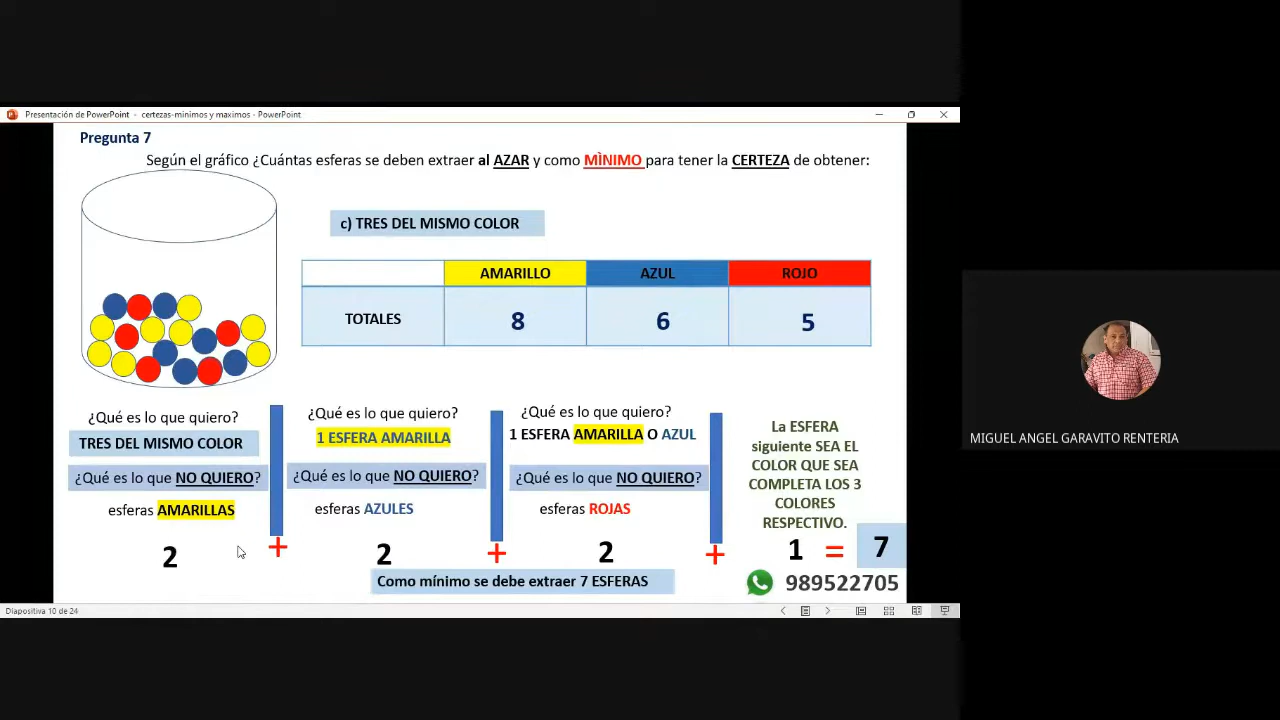 Presentación de PowerPoint - certezas-minimos y maximos - PowerPoint
Pregunta 7
Según el gráfico ¿Cuántas esferas se deben extraer al AZAR y como MÌNIMO para tener la CERTEZA de obtener:
c) TRES DEL MISMO COLOR
AMARILLO AZUL ROJO
TOTALES 8 6 5
¿Qué es lo que quiero?
TRES DEL MISMO COLOR
¿Qué es lo que NO QUIERO?
esferas AMARILLAS
2
+
¿Qué es lo que quiero?
1 ESFERA AMARILLA
¿Qué es lo que NO QUIERO?
esferas AZULES
2
+
¿Qué es lo que quiero?
1 ESFERA AMARILLA O AZUL
¿Qué es lo que NO QUIERO?
esferas ROJAS
2
+
La ESFERA
siguiente SEA EL
COLOR QUE SEA
COMPLETA LOS 3
COLORES
RESPECTIVO.
1 = 7
Como mínimo se debe extraer 7 ESFERAS
989522705
Diapositiva 10 de 24
MIGUEL ANGEL GARAVITO RENTERIA